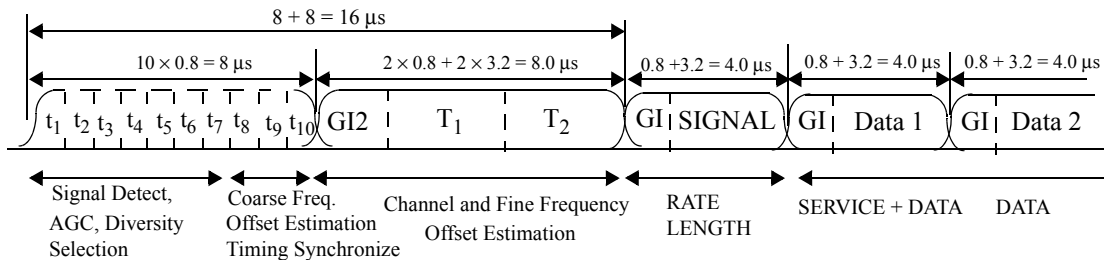 8 + 8 = 16 μs
10 × 0.8 = 8 μs
2 × 0.8 + 2 × 3.2 = 8.0 μs
0.8 +3.2 = 4.0 μs
0.8 + 3.2 = 4.0 μs
0.8 + 3.2 = 4.0 μs
t1 t2 t3 t4 t5 t6 t7 t8 t9 t10 GI2 T1 T2 GI SIGNAL GI Data 1 GI Data 2
Signal Detect,
AGC, Diversity
Selection
Coarse Freq.
Offset Estimation
Timing Synchronize
Channel and Fine Frequency
Offset Estimation
RATE
LENGTH
SERVICE + DATA
DATA